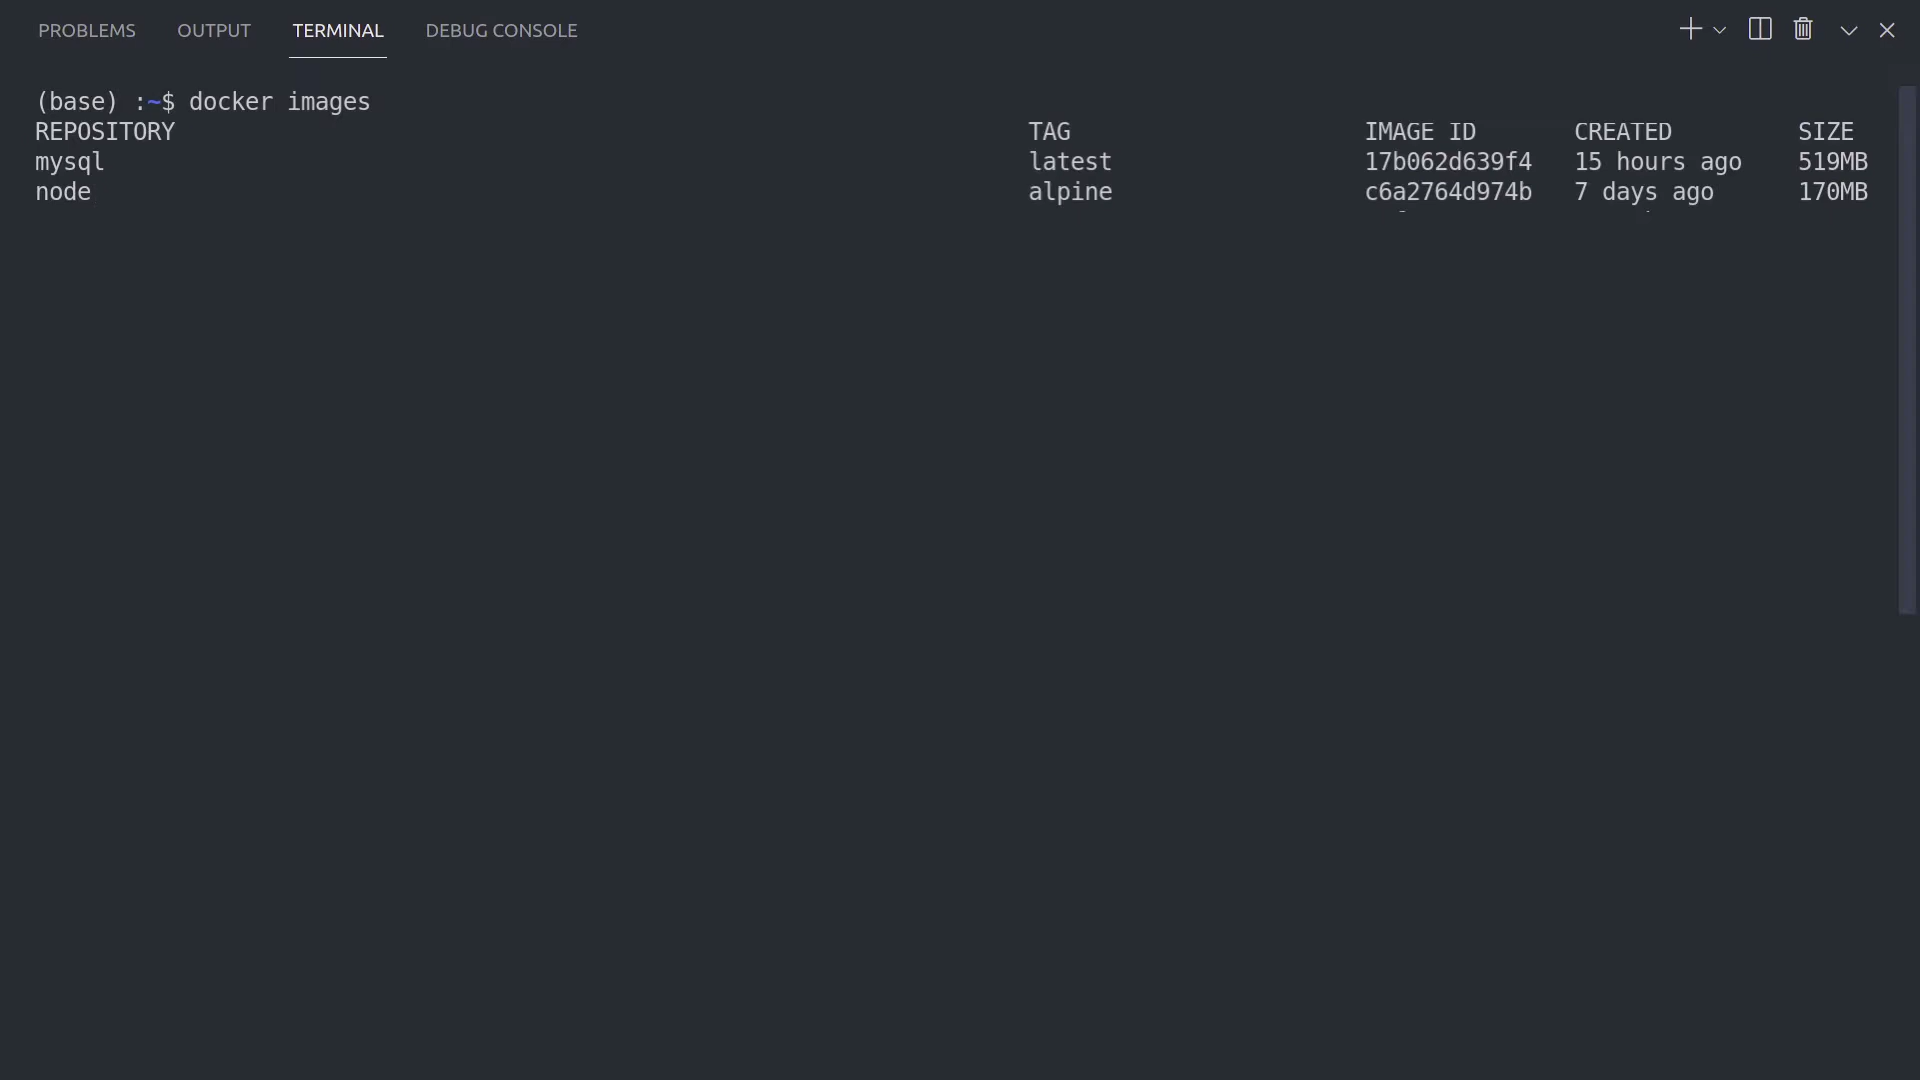 PROBLEMS OUTPUT TERMINAL DEBUG CONSOLE
(base) :~$ docker images
REPOSITORY TAG IMAGE ID CREATED SIZE
mysql latest 17b062d639f4 15 hours ago 519MB
node alpine c6a2764d974b 7 days ago 170MB